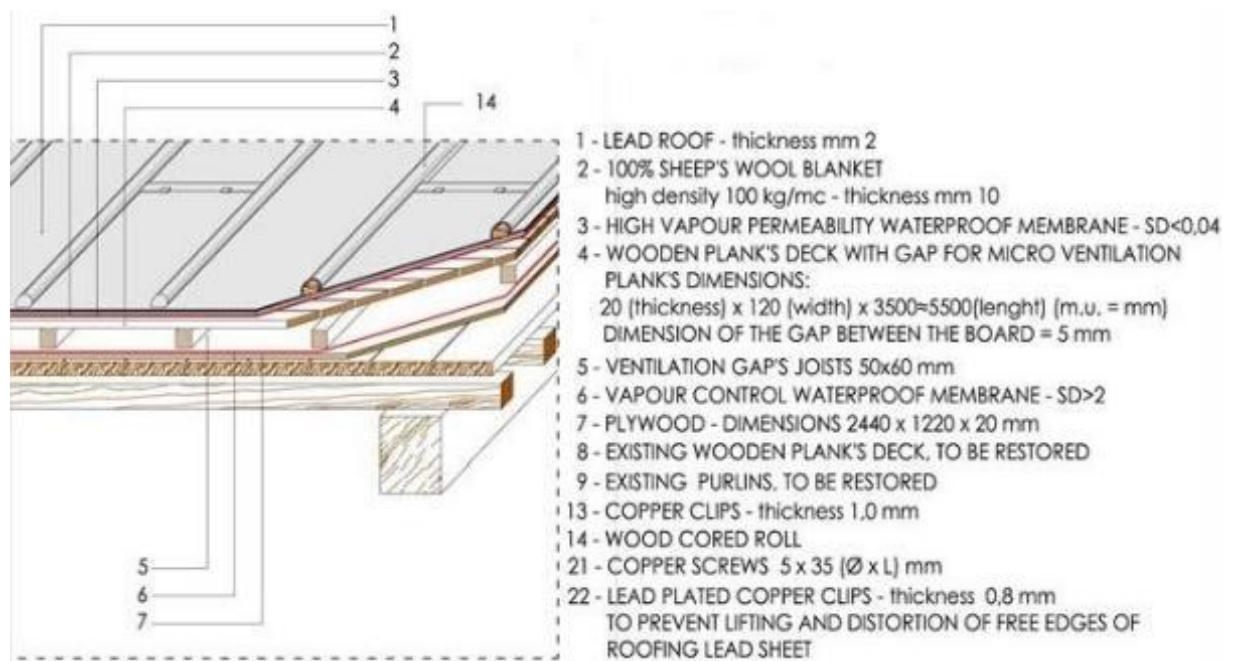 1
2
3
4
14
5
6
7
1 - LEAD ROOF - thickness mm 2
2 - 100% SHEEP'S WOOL BLANKET
high density 100 kg/mc - thickness mm 10
3 - HIGH VAPOUR PERMEABILITY WATERPROOF MEMBRANE - SD<0,04
4 - WOODEN PLANK'S DECK WITH GAP FOR MICRO VENTILATION
PLANK'S DIMENSIONS:
20 (thickness) x 120 (width) x 3500≈5500(lenght) (m.u. = mm)
DIMENSION OF THE GAP BETWEEN THE BOARD = 5 mm
5 - VENTILATION GAP'S JOISTS 50x60 mm
6 - VAPOUR CONTROL WATERPROOF MEMBRANE - SD>2
7 - PLYWOOD - DIMENSIONS 2440 x 1220 x 20 mm
8 - EXISTING WOODEN PLANK'S DECK, TO BE RESTORED
9 - EXISTING PURLINS, TO BE RESTORED
13 - COPPER CLIPS - thickness 1,0 mm
14 - WOOD CORED ROLL
21 - COPPER SCREWS 5 x 35 (Ø x L) mm
22 - LEAD PLATED COPPER CLIPS - thickness 0,8 mm
TO PREVENT LIFTING AND DISTORTION OF FREE EDGES OF
ROOFING LEAD SHEET